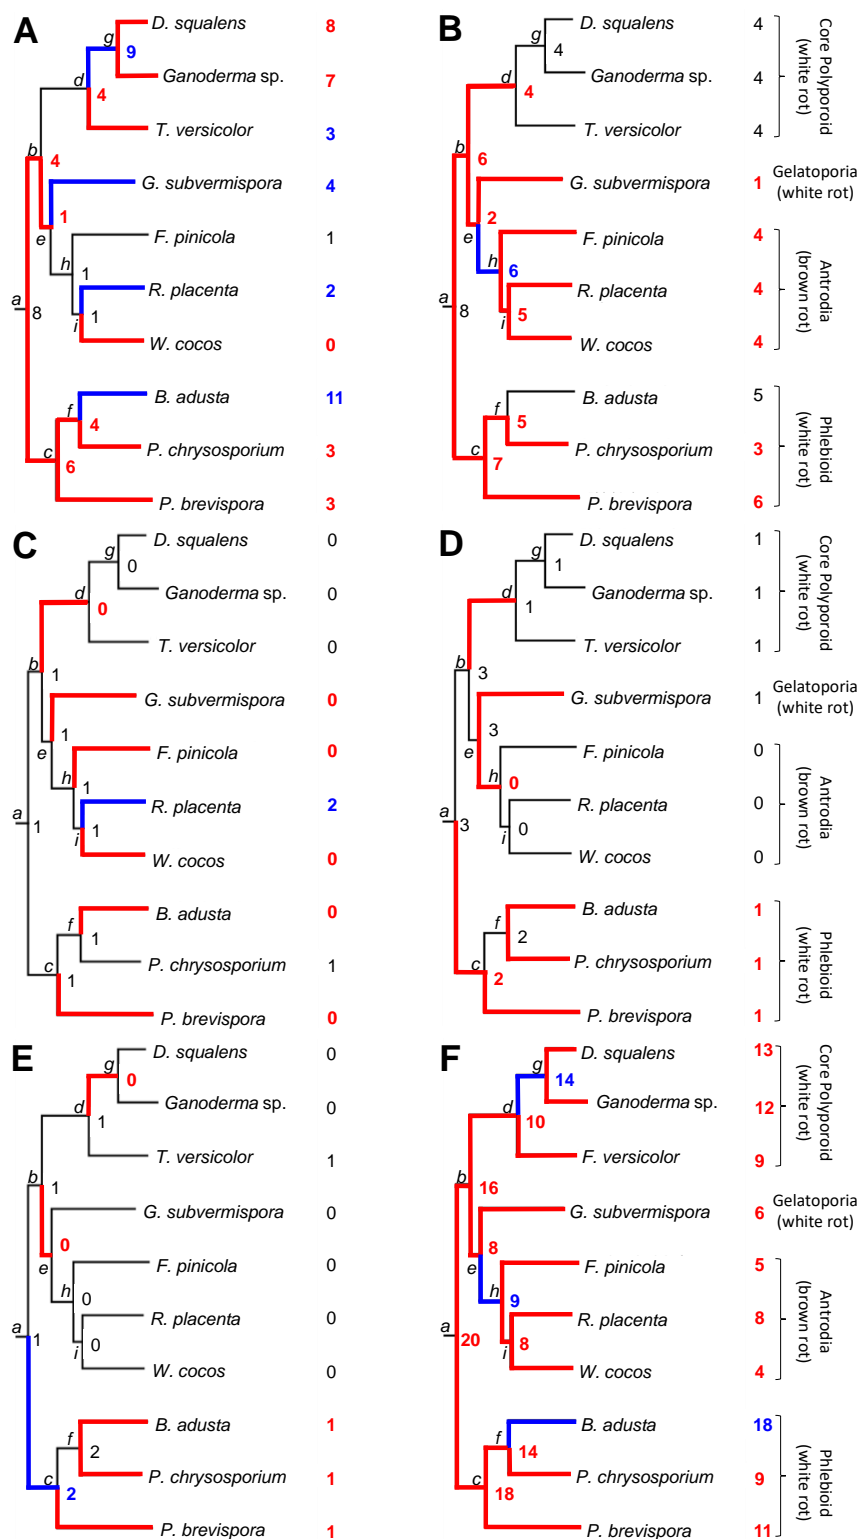 A
g
D. squalens
8
9
d
Ganoderma sp.
7
4
T. versicolor
3
b
4
G. subvermispora
4
1
e
F. pinicola
1
h
1
R. placenta
2
a
8
1
i
W. cocos
0
B. adusta
11
f
4
P. chrysosporium
3
c
6
P. brevispora
3
B
g
D. squalens
4
4
d
Ganoderma sp.
4
4
T. versicolor
4
Core Polyporoid
(white rot)
b
6
G. subvermispora
1
Gelatoporia
(white rot)
2
e
F. pinicola
4
h
6
R. placenta
4
a
8
5
i
W. cocos
4
Antrodia
(brown rot)
B. adusta
5
f
5
P. chrysosporium
3
c
7
P. brevispora
6
Phlebioid
(white rot)
C
g
D. squalens
0
0
d
Ganoderma sp.
0
0
T. versicolor
0
b
1
G. subvermispora
0
1
e
F. pinicola
0
h
1
R. placenta
2
a
1
1
i
W. cocos
0
B. adusta
0
f
1
P. chrysosporium
1
c
1
P. brevispora
0
D
g
D. squalens
1
1
d
Ganoderma sp.
1
1
T. versicolor
1
Core Polyporoid
(white rot)
b
3
G. subvermispora
1
Gelatoporia
(white rot)
3
e
F. pinicola
0
h
0
R. placenta
0
a
3
0
i
W. cocos
0
Antrodia
(brown rot)
B. adusta
1
f
2
P. chrysosporium
1
c
2
P. brevispora
1
Phlebioid
(white rot)
E
g
D. squalens
0
0
d
Ganoderma sp.
0
1
T. versicolor
1
b
1
G. subvermispora
0
0
e
F. pinicola
0
h
0
R. placenta
0
a
1
0
i
W. cocos
0
B. adusta
1
f
2
P. chrysosporium
1
c
2
P. brevispora
1
F
g
D. squalens
13
14
d
Ganoderma sp.
12
10
F. versicolor
9
Core Polyporoid
(white rot)
b
16
G. subvermispora
6
Gelatoporia
(white rot)
8
e
F. pinicola
5
h
9
R. placenta
8
a
20
8
i
W. cocos
4
Antrodia
(brown rot)
B. adusta
18
f
14
P. chrysosporium
9
c
18
P. brevispora
11
Phlebioid
(white rot)